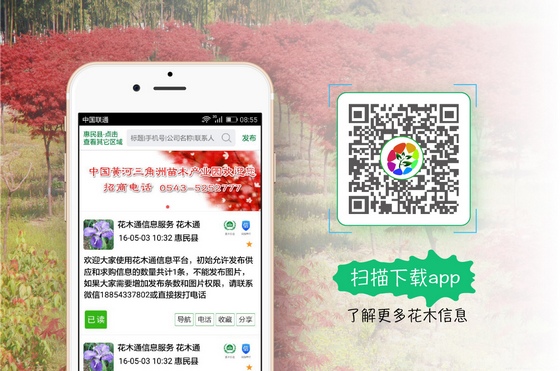 中国联通
08:55
惠民县·点击
查看其它区域
标题|手机号|公司名称|联系人
发布
中国黄河三角洲苗木产业园欢迎您
招商电话 0543-5252777
花木通信息服务 花木通
16-05-03 10:32 惠民县
欢迎大家使用花木通信息平台，初始允许发布供
应和求购信息的数量共计1条，不能发布图片，
如果大家需要增加发布条数和图片权限，请联系
微信18854337802或直接拨打电话
已读
导航 电话 收藏 分享
花木通信息服务 花木通
16-05-03 10:32 惠民县
扫描下载app
了解更多花木信息